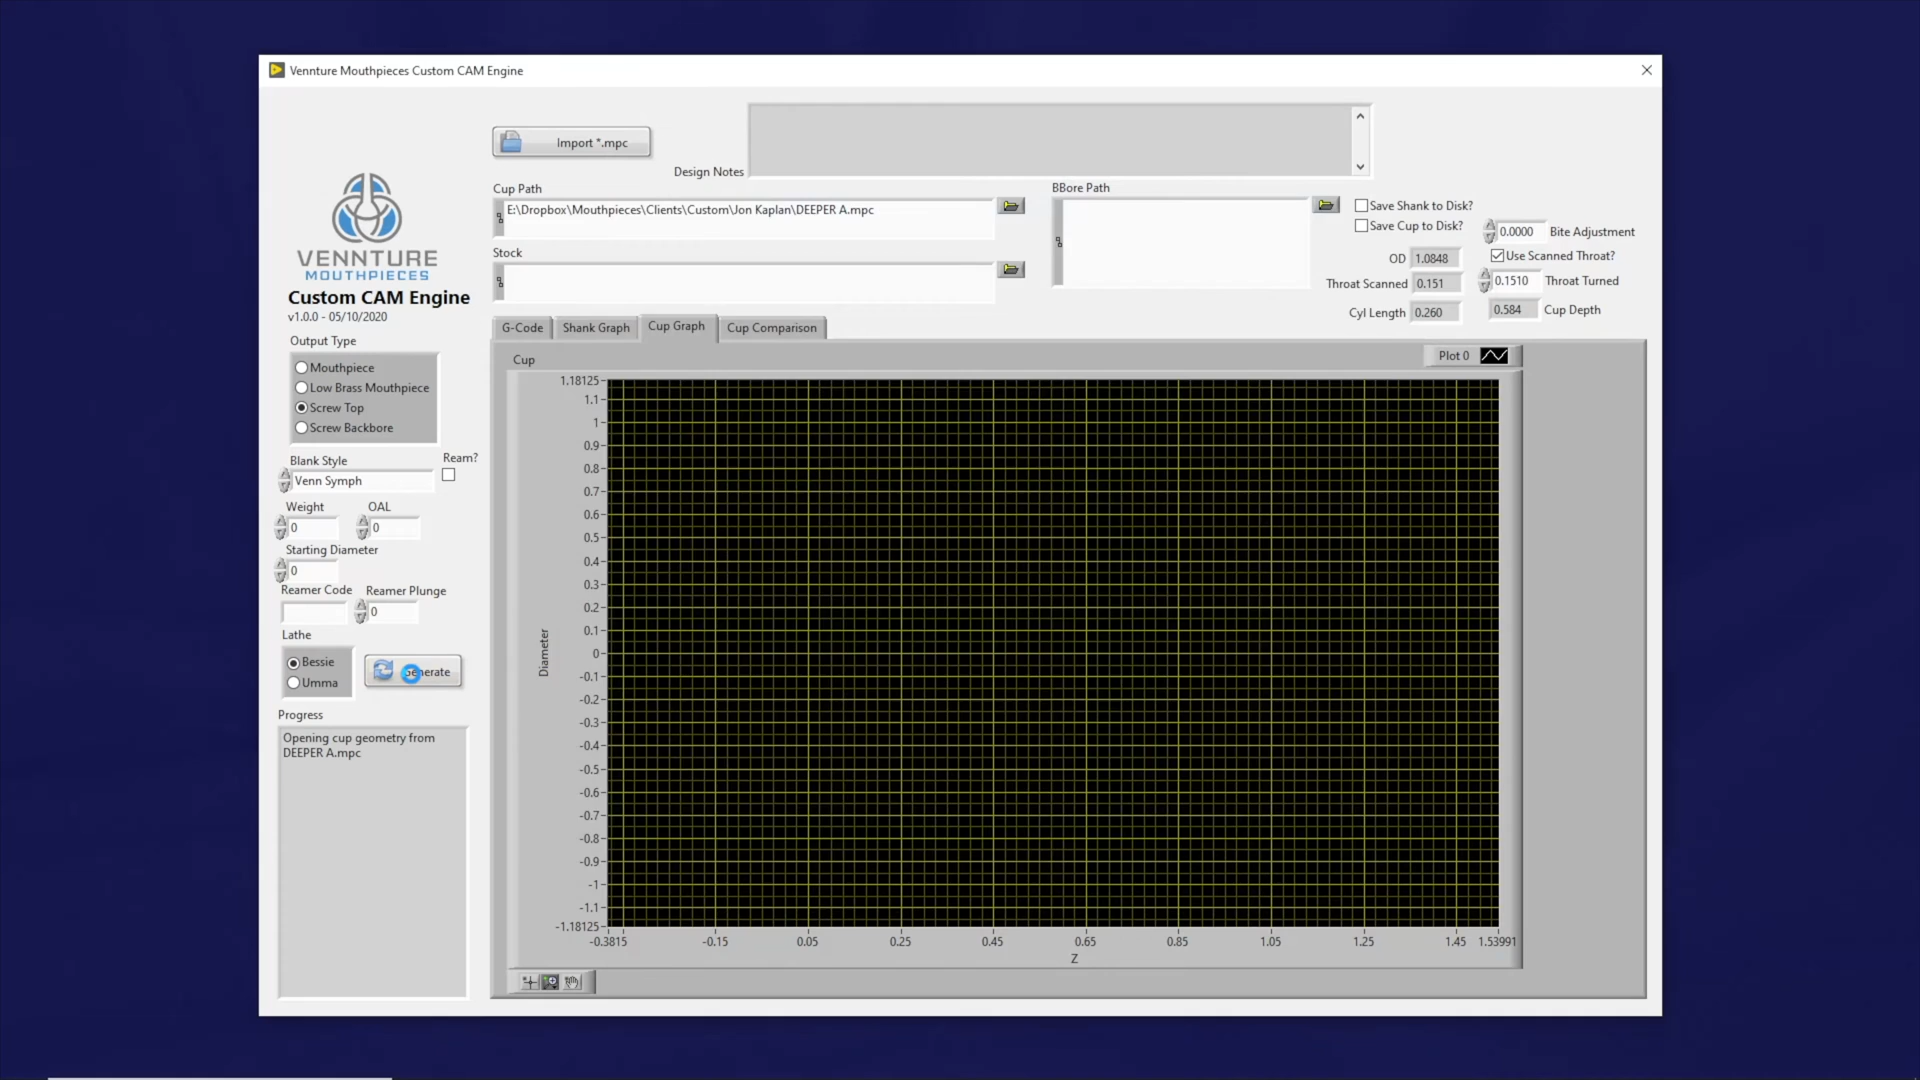 Vennture Mouthpieces Custom CAM Engine
Import *.mpc
Design Notes
Cup Path
E:\Dropbox\Mouthpieces\Clients\Custom\Jon Kaplan\DEEPER A.mpc
Stock
BBore Path
Save Shank to Disk?
Save Cup to Disk?
0.0000 Bite Adjustment
OD 1.0848
Use Scanned Throat?
Throat Scanned 0.151
0.1510 Throat Turned
Cyl Length 0.260
0.584 Cup Depth
VENNTURE
MOUTHPIECES
Custom CAM Engine
v1.0.0 - 05/10/2020
Output Type
Mouthpiece
Low Brass Mouthpiece
Screw Top
Screw Backbore
Blank Style
Venn Symph
Ream?
Weight
0
OAL
0
Starting Diameter
0
Reamer Code
Reamer Plunge
0
Lathe
Bessie
Umma
Generate
Progress
Opening cup geometry from
DEEPER A.mpc
G-Code Shank Graph Cup Graph Cup Comparison
Cup
Plot 0
1.18125
1.1
1
0.9
0.8
0.7
0.6
0.5
0.4
0.3
0.2
0.1
0
-0.1
-0.2
-0.3
-0.4
-0.5
-0.6
-0.7
-0.8
-0.9
-1
-1.1
-1.18125
Diameter
-0.3815 -0.15 0.05 0.25 0.45 0.65 0.85 1.05 1.25 1.45 1.53991
Z